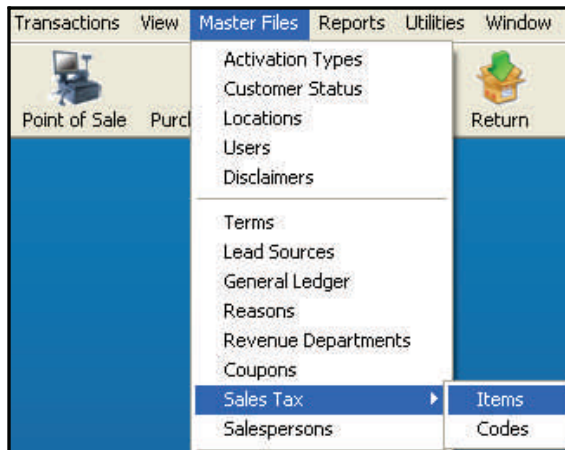 Transactions View Master Files Reports Utilities Window
Point of Sale Purcl Return
Activation Types
Customer Status
Locations
Users
Disclaimers
Terms
Lead Sources
General Ledger
Reasons
Revenue Departments
Coupons
Sales Tax Items
Salespersons Codes